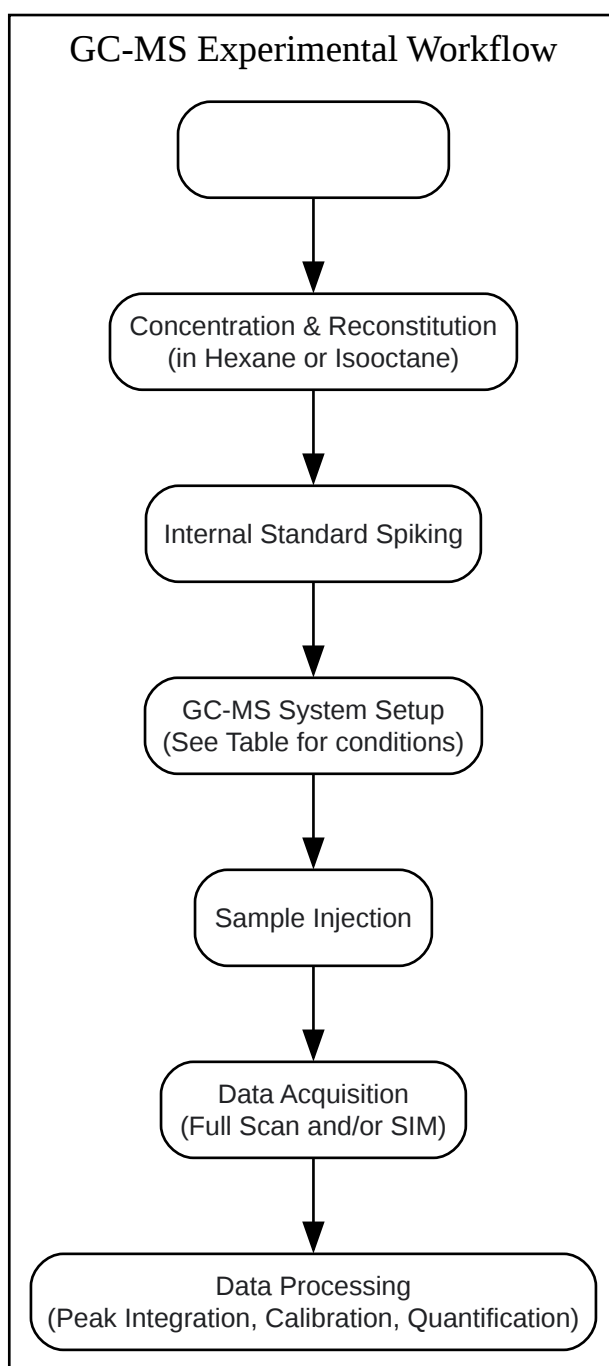 GC-MS Experimental Workflow
Concentration & Reconstitution
(in Hexane or Isooctane)
Internal Standard Spiking
GC-MS System Setup
(See Table for conditions)
Sample Injection
Data Acquisition
(Full Scan and/or SIM)
Data Processing
(Peak Integration, Calibration, Quantification)